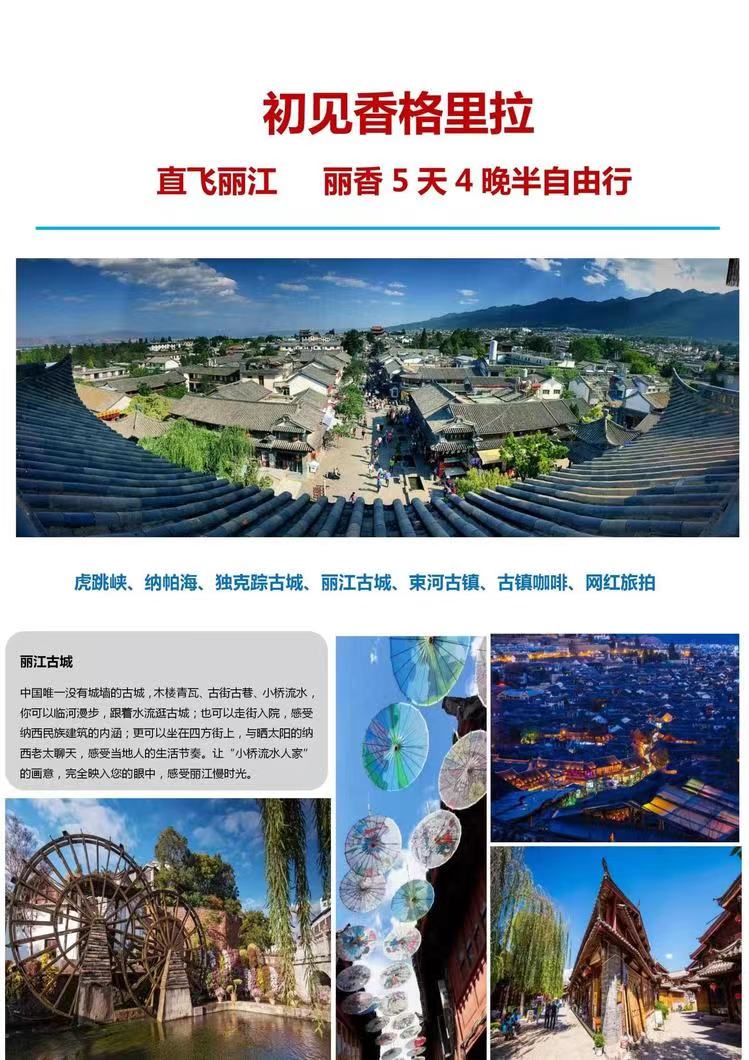 初见香格里拉
直飞丽江 丽香 5 天 4 晚半自由行
虎跳峡、纳帕海、独克踪古城、丽江古城、束河古镇、古镇咖啡、网红旅拍
丽江古城
中国唯一没有城墙的古城，木楼青瓦、古街古巷、小桥流水，
你可以临河漫步，跟着水流逛古城；也可以走街入院，感受
纳西民族建筑的内涵；更可以坐在四方街上，与晒太阳的纳
西老太聊天，感受当地人的生活节奏。让“小桥流水人家”
的画意，完全映入您的眼中，感受丽江慢时光。